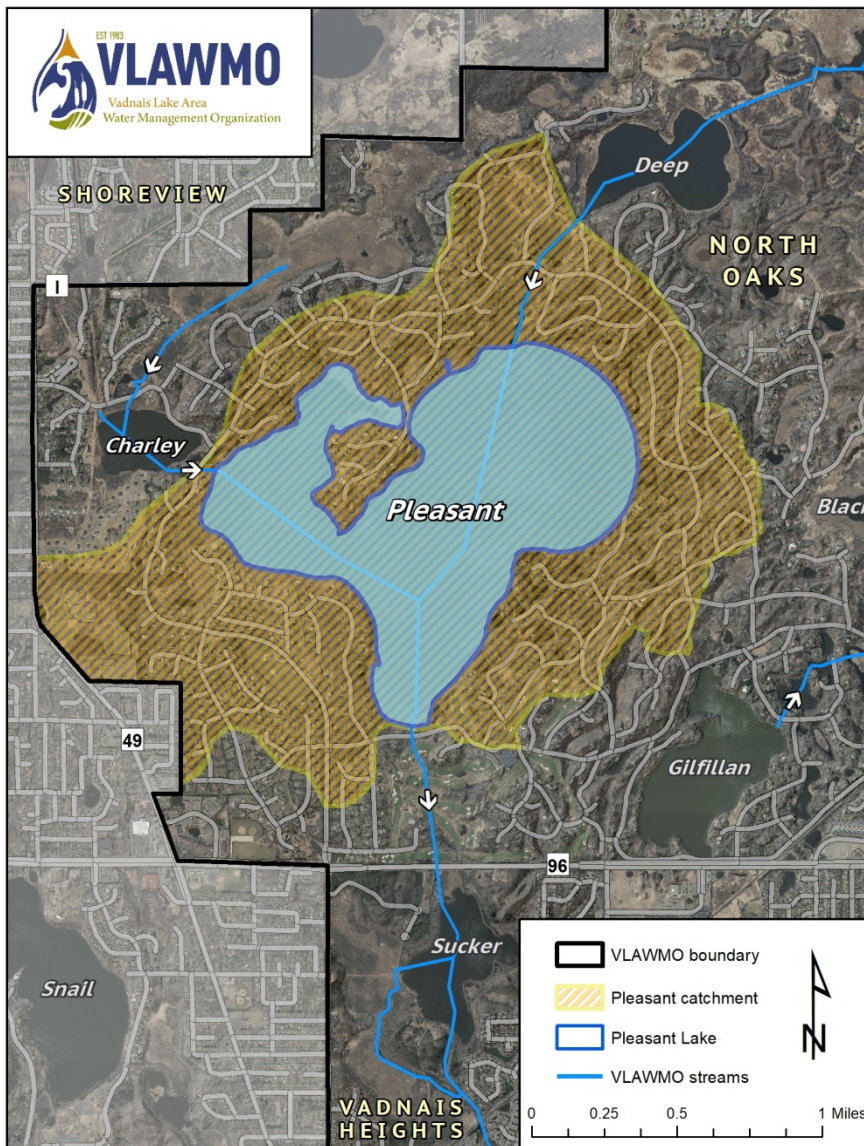 EST 1983
VLAWMO
Vadnais Lake Area
Water Management Organization
SHOREVIEW
Deep
NORTH
OAKS
I
Charley
Pleasant
Black
49
Gilfillan
96
Sucker
Snail
VADNAIS
HEIGHTS
VLAWMO boundary
Pleasant catchment
Pleasant Lake
VLAWMO streams
N
0 0.25 0.5 1 Miles